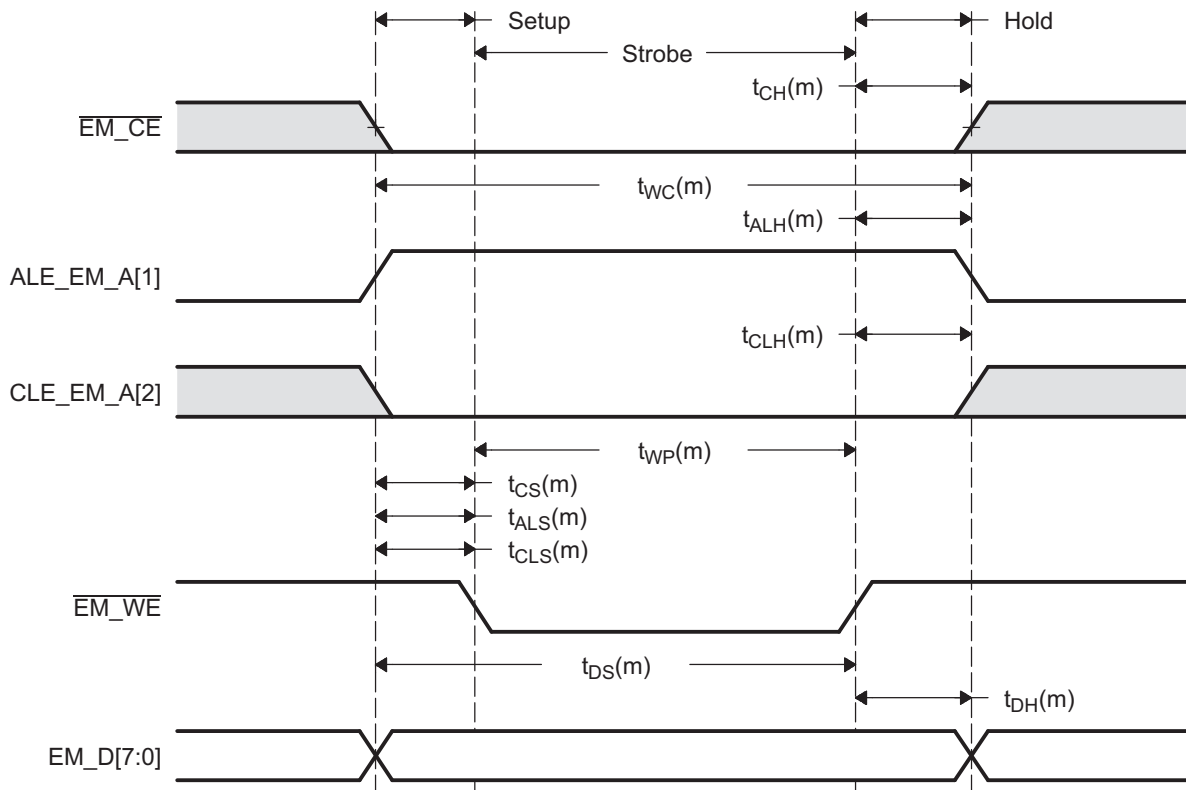 Setup
Hold
Strobe
tCH(m)
EM_CE
tWC(m)
tALH(m)
ALE_EM_A[1]
tCLH(m)
CLE_EM_A[2]
tWP(m)
tCS(m)
tALS(m)
tCLS(m)
EM_WE
tDS(m)
tDH(m)
EM_D[7:0]